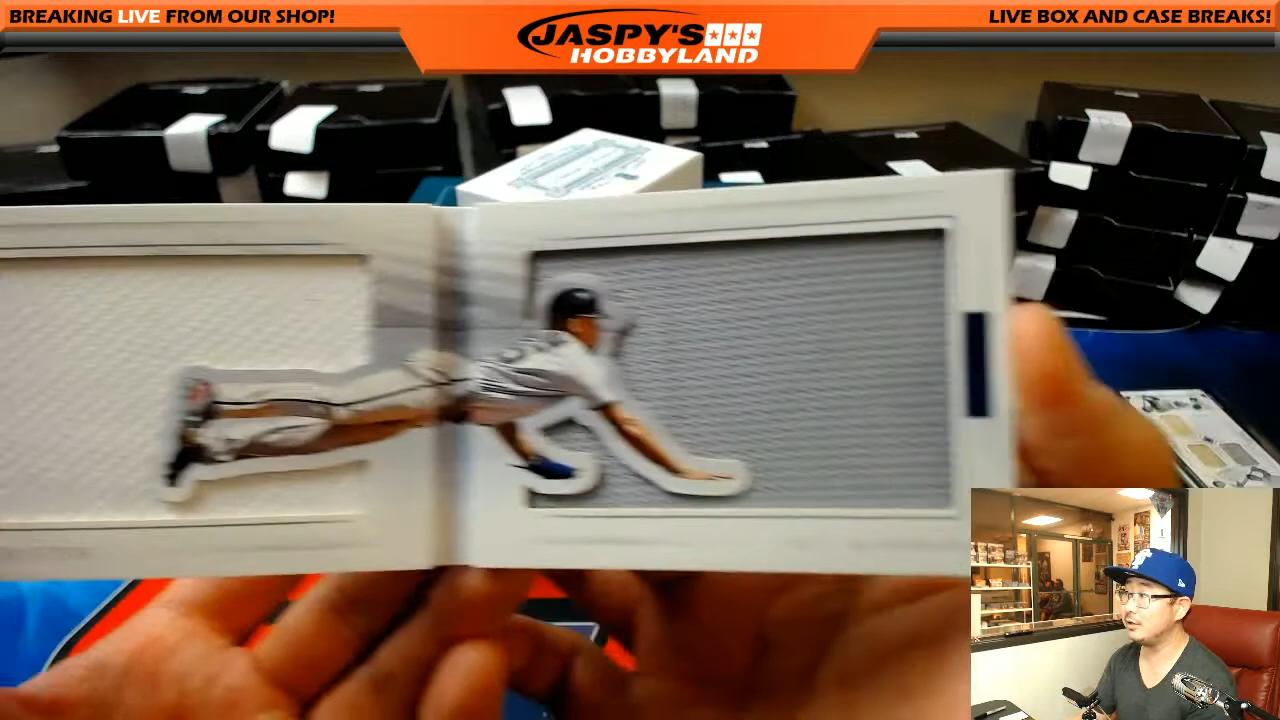 BREAKING LIVE FROM OUR SHOP!
JASPY'S
HOBBYLAND
LIVE BOX AND CASE BREAKS!